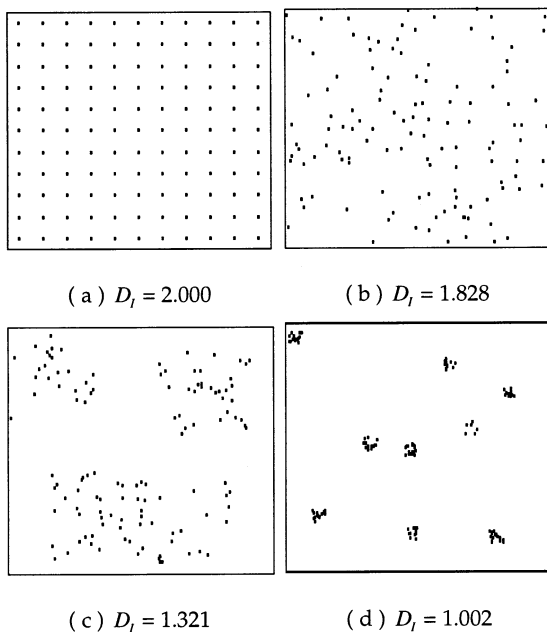 ( a ) D_I = 2.000
( b ) D_I = 1.828
( c ) D_I = 1.321
( d ) D_I = 1.002